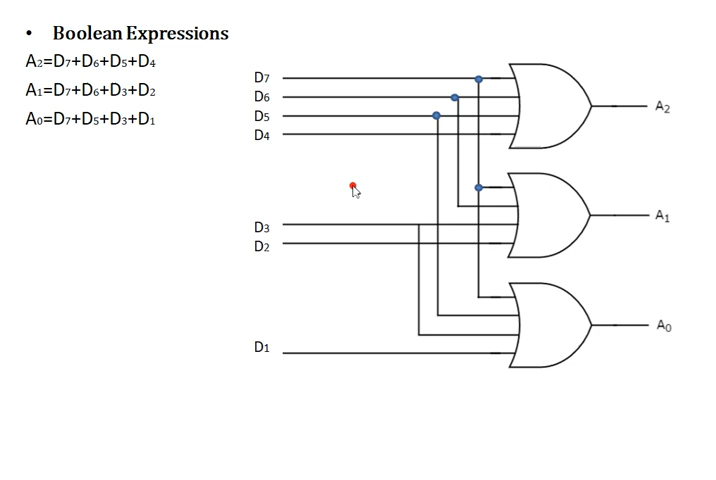 • Boolean Expressions
A₂=D₇+D₆+D₅+D₄
A₁=D₇+D₆+D₃+D₂
A₀=D₇+D₅+D₃+D₁
D₇
D₆
D₅
D₄
A₂
D₃
D₂
A₁
D₁
A₀